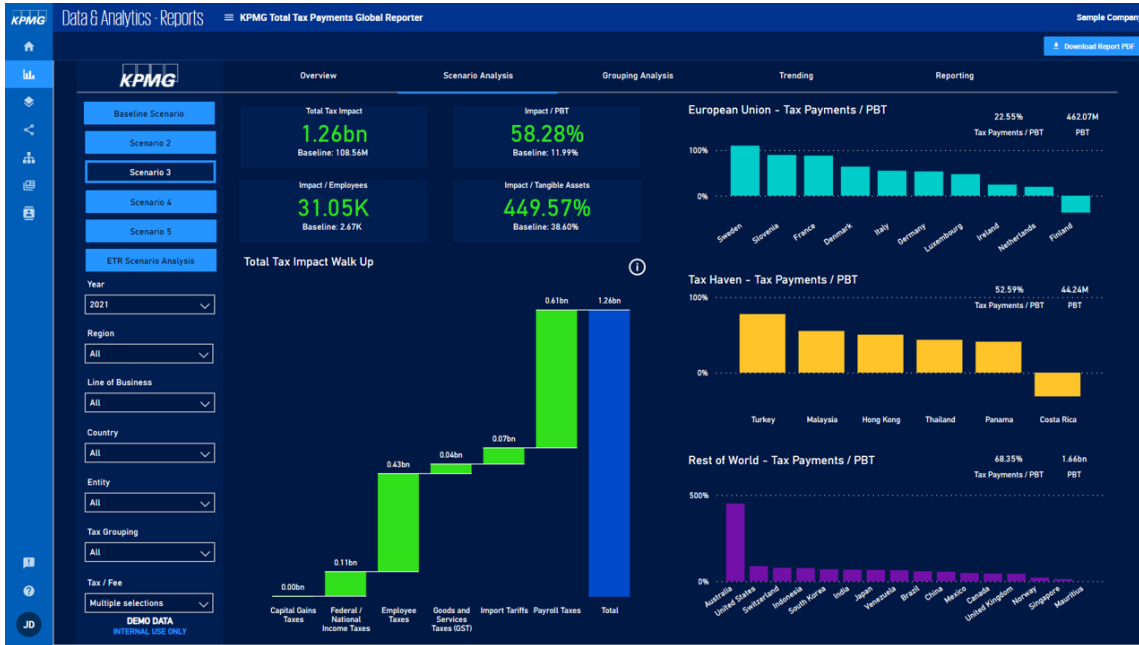 KPMG
Data & Analytics - Reports
KPMG Total Tax Payments Global Reporter
Sample Company
Download Report PDF
KPMG
Overview
Scenario Analysis
Grouping Analysis
Trending
Reporting
Baseline Scenario
Scenario 2
Scenario 3
Scenario 4
Scenario 5
ETR Scenario Analysis
Year
2021
Region
All
Line of Business
All
Country
All
Entity
All
Tax Grouping
All
Tax / Fee
Multiple selections
DEMO DATA
INTERNAL USE ONLY
JD
Total Tax Impact
1.26bn
Baseline: 108.56M
Impact / PBT
58.28%
Baseline: 11.99%
Impact / Employees
31.05K
Baseline: 2.67K
Impact / Tangible Assets
449.57%
Baseline: 38.60%
Total Tax Impact Walk Up
0.00bn
0.11bn
0.43bn
0.04bn
0.07bn
0.61bn
1.26bn
Capital Gains
Taxes
Federal /
National
Income Taxes
Employee
Taxes
Goods and
Services
Taxes (GST)
Import Tariffs
Payroll Taxes
Total
European Union - Tax Payments / PBT
22.55%
Tax Payments / PBT
462.07M
PBT
100%
0%
Sweden
Slovenia
France
Denmark
Italy
Germany
Luxembourg
Ireland
Netherlands
Finland
Tax Haven - Tax Payments / PBT
52.59%
Tax Payments / PBT
44.24M
PBT
100%
0%
Turkey
Malaysia
Hong Kong
Thailand
Panama
Costa Rica
Rest of World - Tax Payments / PBT
68.35%
Tax Payments / PBT
1.66bn
PBT
500%
0%
Australia
United States
Switzerland
Indonesia
South Korea
India
Japan
Venezuela
Brazil
China
Mexico
Canada
United Kingdom
Norway
Singapore
Mauritius